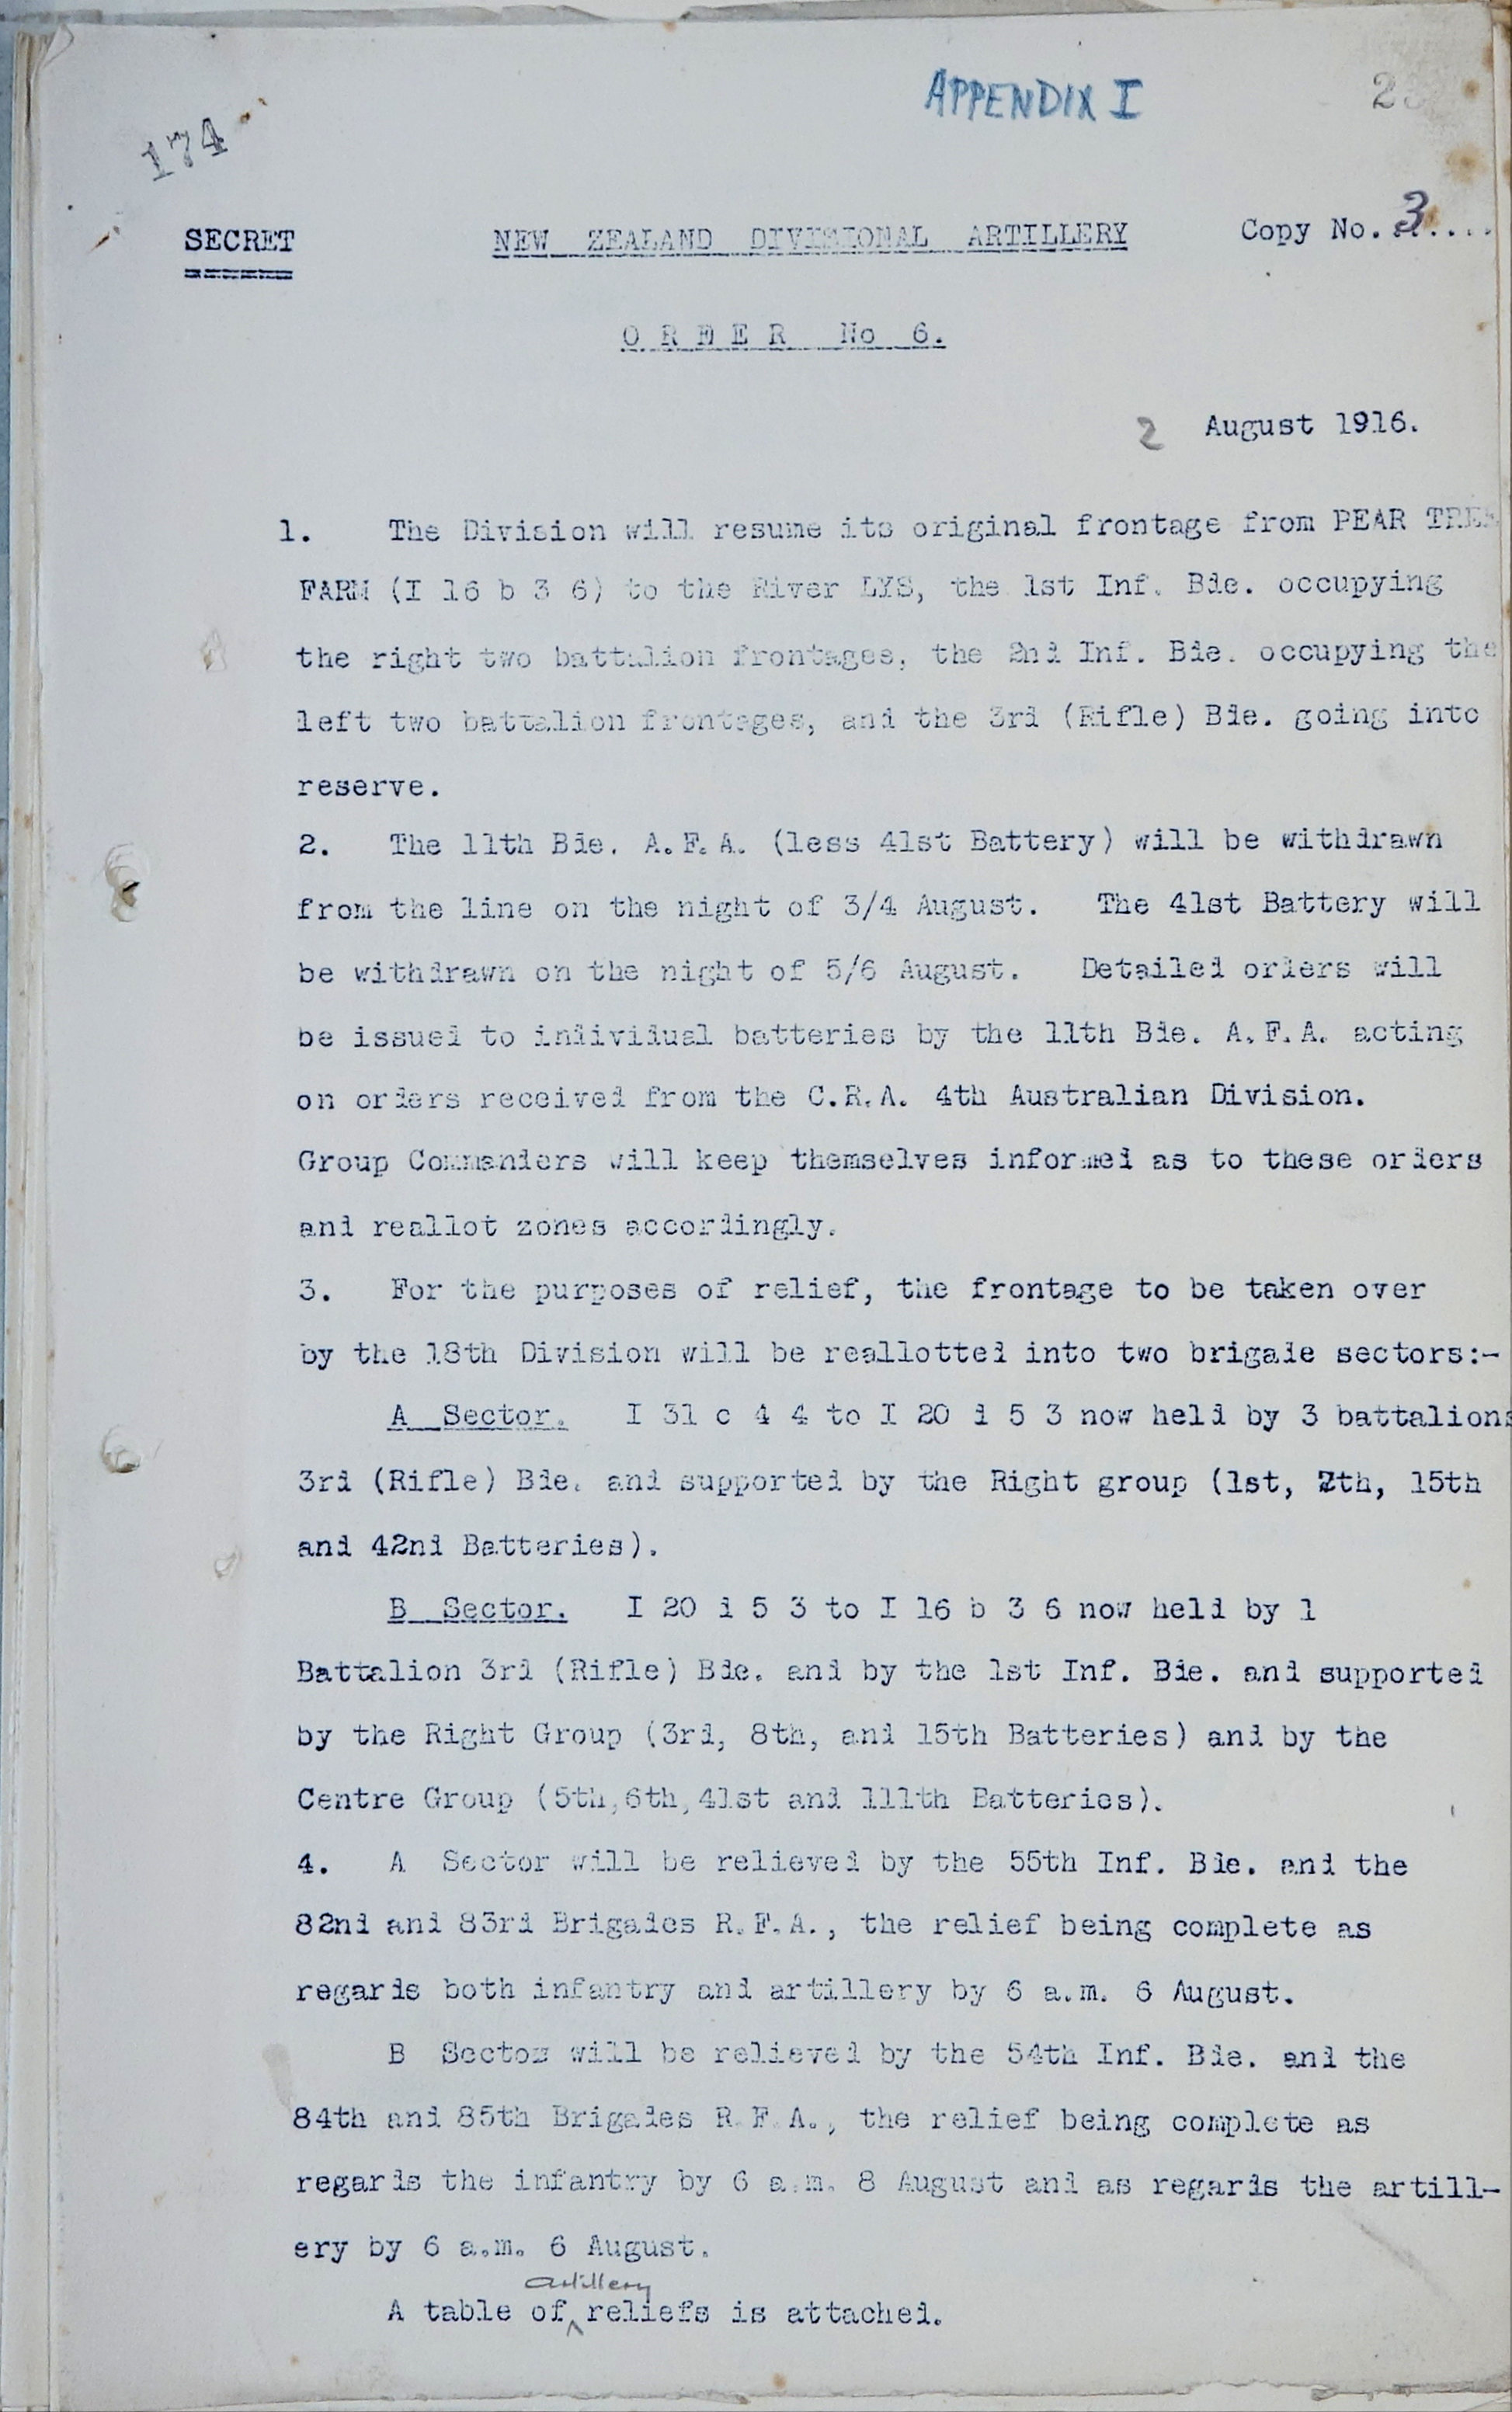 APPENDIX I
174
SECRET NEW ZEALAND DIVISIONAL ARTILLERY Copy No. 3....
ORDER No 6.
2 August 1916.
1. The Division will resume its original frontage from PEAR TREE
FARM (I 16 b 3 6) to the River LYS, the 1st Inf. Bde. occupying
the right two battalion frontages, the 2nd Inf. Bde. occupying the
left two battalion frontages, and the 3rd (Rifle) Bde. going into
reserve.
2. The 11th Bde. A.F.A. (less 41st Battery) will be withdrawn
from the line on the night of 3/4 August. The 41st Battery will
be withdrawn on the night of 5/6 August. Detailed orders will
be issued to individual batteries by the 11th Bde. A.F.A. acting
on orders received from the C.R.A. 4th Australian Division.
Group Commanders will keep themselves informed as to these orders
and reallot zones accordingly.
3. For the purposes of relief, the frontage to be taken over
by the 18th Division will be reallotted into two brigade sectors:-
A Sector. I 31 c 4 4 to I 20 d 5 3 now held by 3 battalions
3rd (Rifle) Bde. and supported by the Right group (1st, 7th, 15th
and 42nd Batteries).
B Sector. I 20 d 5 3 to I 16 b 3 6 now held by 1
Battalion 3rd (Rifle) Bde. and by the 1st Inf. Bde. and supported
by the Right Group (3rd, 8th, and 15th Batteries) and by the
Centre Group (5th,6th,41st and 111th Batteries).
4. A Sector will be relieved by the 55th Inf. Bde. and the
82nd and 83rd Brigades R.F.A., the relief being complete as
regards both infantry and artillery by 6 a.m. 6 August.
B Sector will be relieved by the 54th Inf. Bde. and the
84th and 85th Brigades R.F.A., the relief being complete as
regards the infantry by 6 a.m. 8 August and as regards the artill-
ery by 6 a.m. 6 August.
artillery
A table of ^ reliefs is attached.